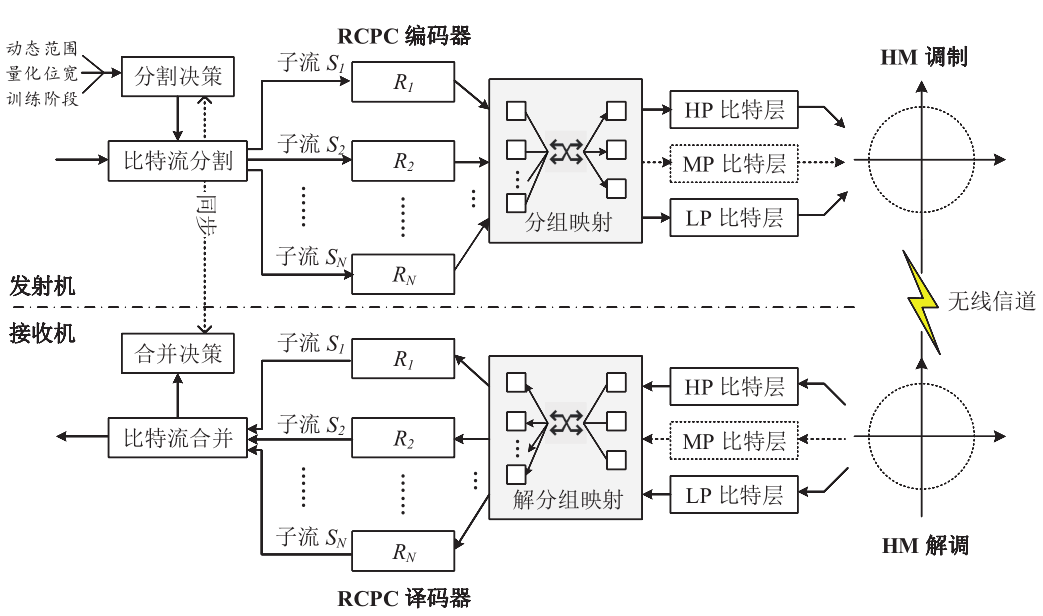 RCPC 编码器
HM 调制
动态范围
量化位宽
训练阶段
分割决策
子流 S1
R1
HP 比特层
比特流分割
子流 S2
R2
MP 比特层
LP 比特层
同步
分组映射
子流 SN
RN
发射机
无线信道
接收机
合并决策
子流 S1
R1
HP 比特层
比特流合并
子流 S2
R2
MP 比特层
LP 比特层
解分组映射
子流 SN
RN
HM 解调
RCPC 译码器